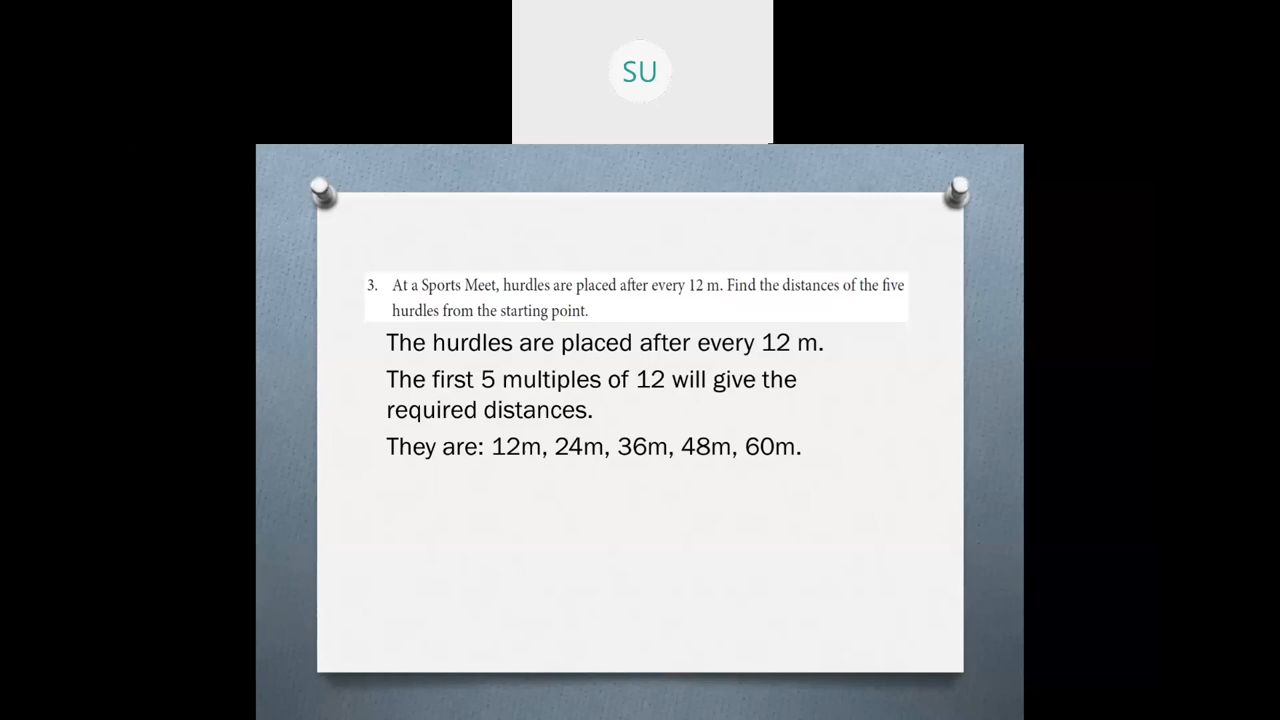 SU
3. At a Sports Meet, hurdles are placed after every 12 m. Find the distances of the five
hurdles from the starting point.
The hurdles are placed after every 12 m.
The first 5 multiples of 12 will give the
required distances.
They are: 12m, 24m, 36m, 48m, 60m.